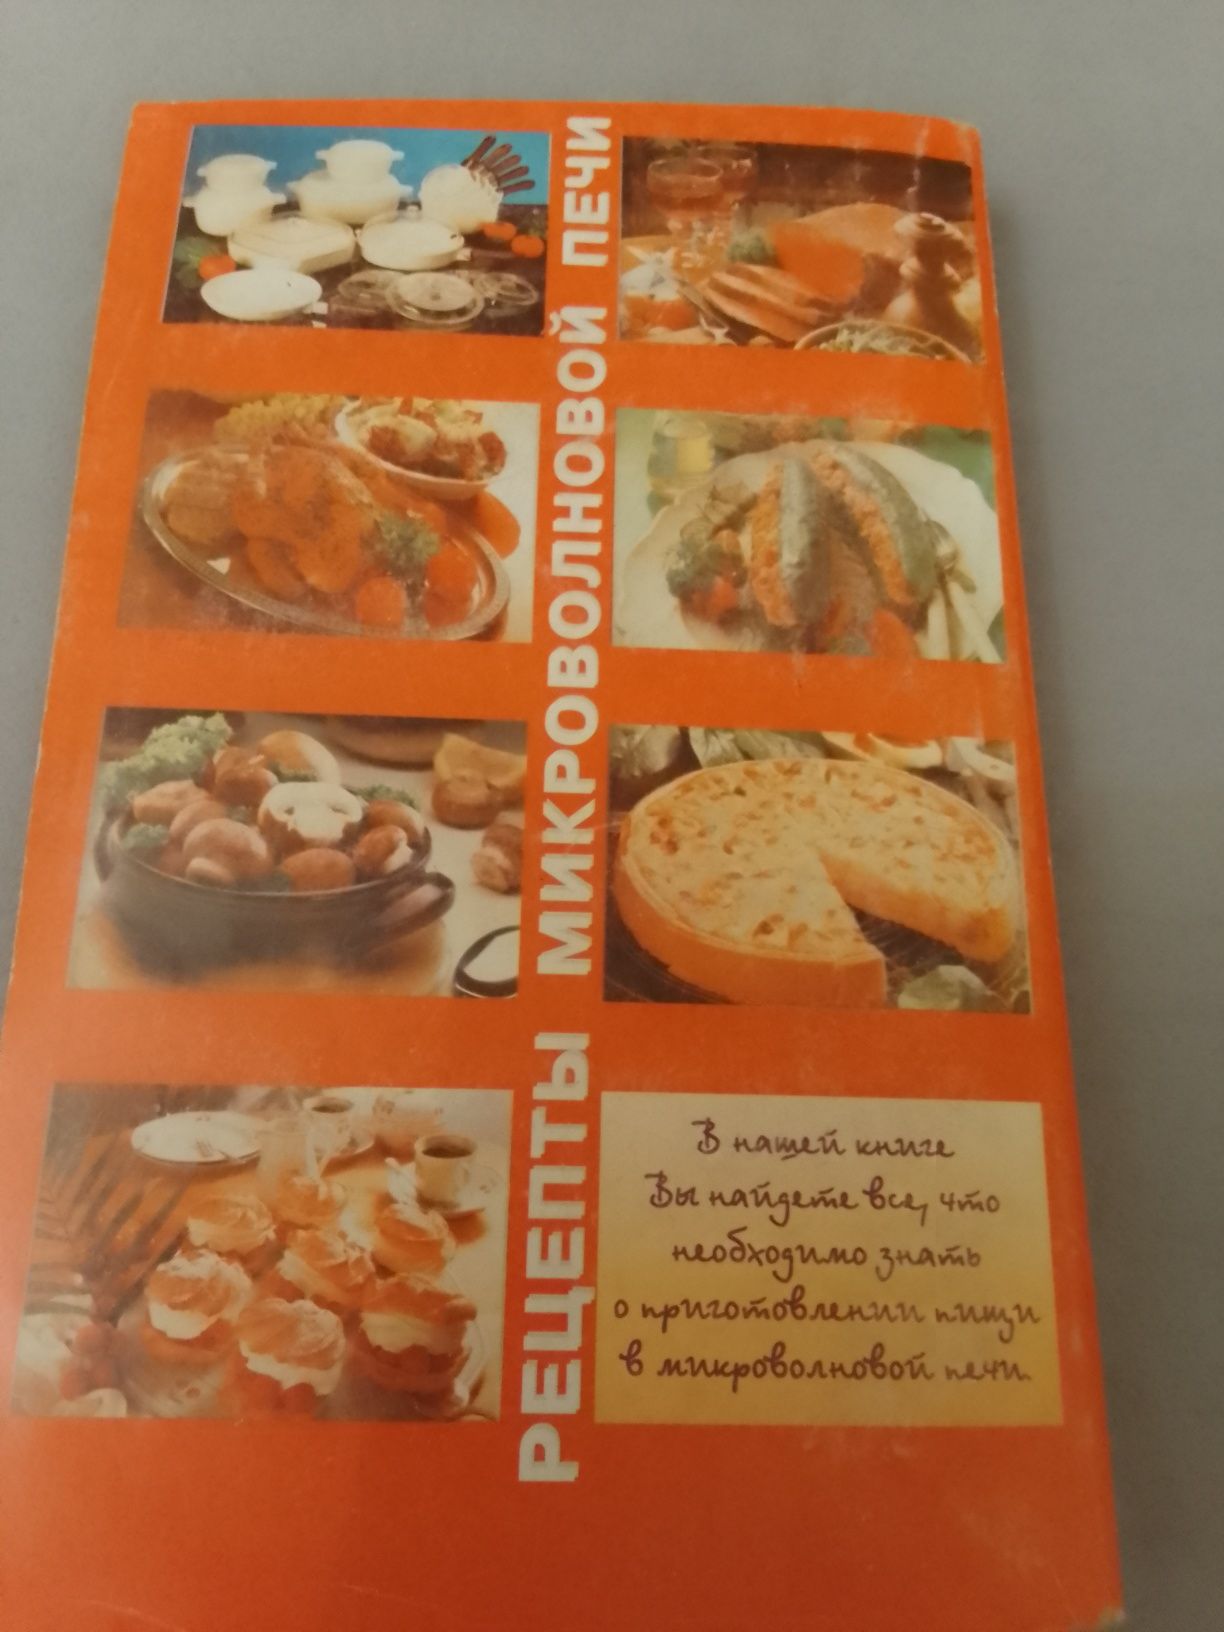 РЕЦЕПТЫ МИКРОВОЛНОВОЙ ПЕЧИ
В нашей книге
Вы найдете все, что
необходимо знать
о приготовлении пищи
в микроволновой печи.